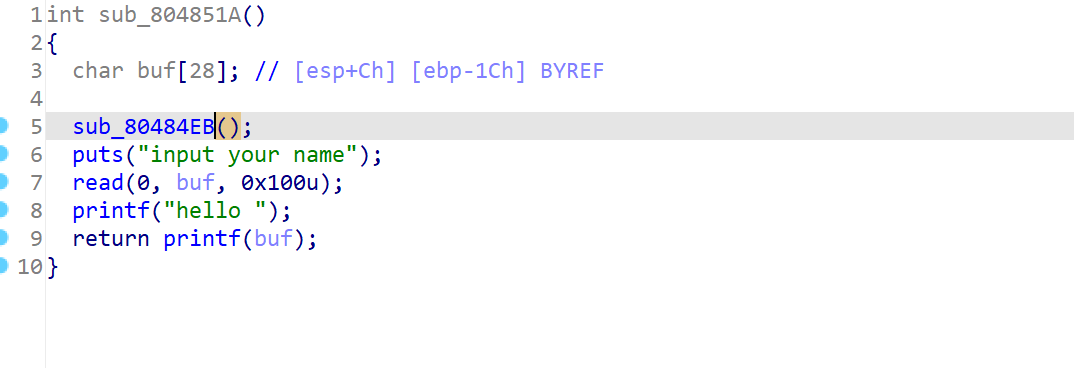 1 int sub_804851A()
2 {
3   char buf[28]; // [esp+Ch] [ebp-1Ch] BYREF
4
5   sub_80484EB();
6   puts("input your name");
7   read(0, buf, 0x100u);
8   printf("hello ");
9   return printf(buf);
10 }